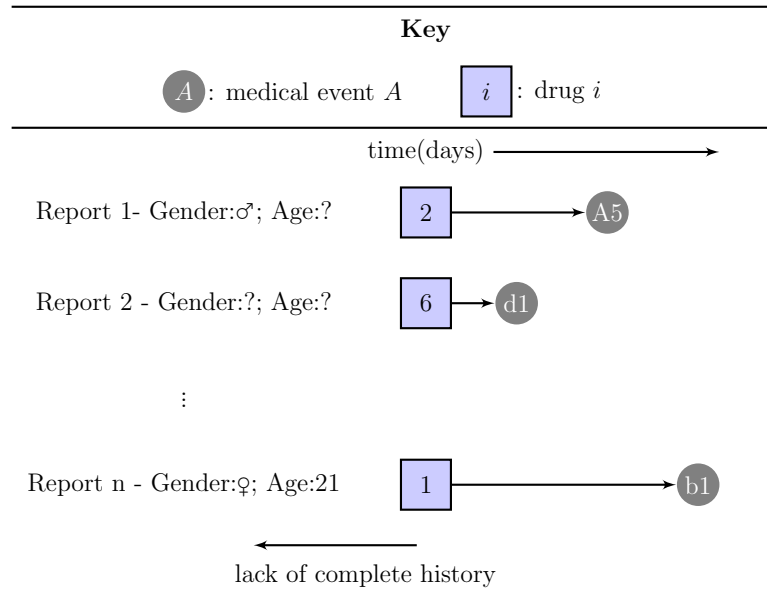 Key
A : medical event A i : drug i
time(days)
Report 1- Gender:♂; Age:? 2 A5
Report 2 - Gender:?; Age:? 6 d1
⋮
Report n - Gender:♀; Age:21 1 b1
lack of complete history